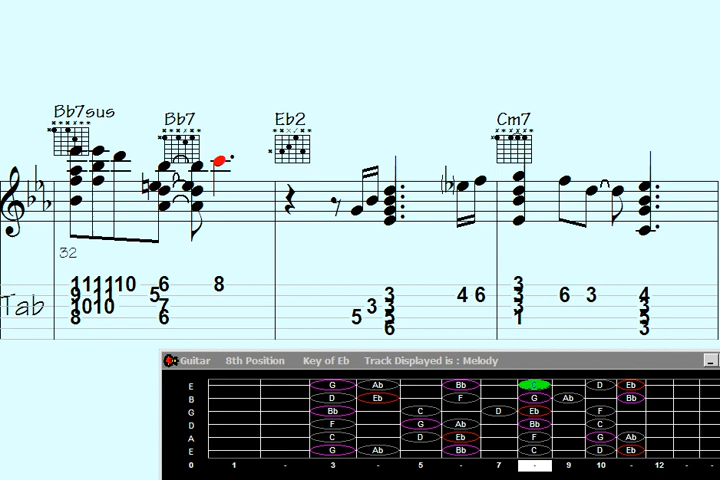 Bb7sus Bb7 Eb2 Cm7
32
11 11 11 10 6 8 3
9 11 5 3 4 6 3 6 3 4
10 10 7 3 3
8 6 5 5 1 5
6 3
Tab
Guitar 8th Position Key of Eb Track Displayed is : Melody
E G Ab Bb C D Eb
B D Eb F G Ab Bb
G Bb C D Eb F
D F G Ab Bb C
A C D Eb F G Ab
E G Ab Bb C D Eb
0 1 - 3 - 5 - 7 - 9 10 - 12 - -